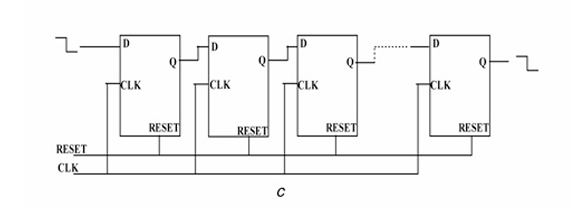 D D D D
Q Q Q Q
CLK CLK CLK CLK
RESET RESET RESET RESET
RESET
CLK
C